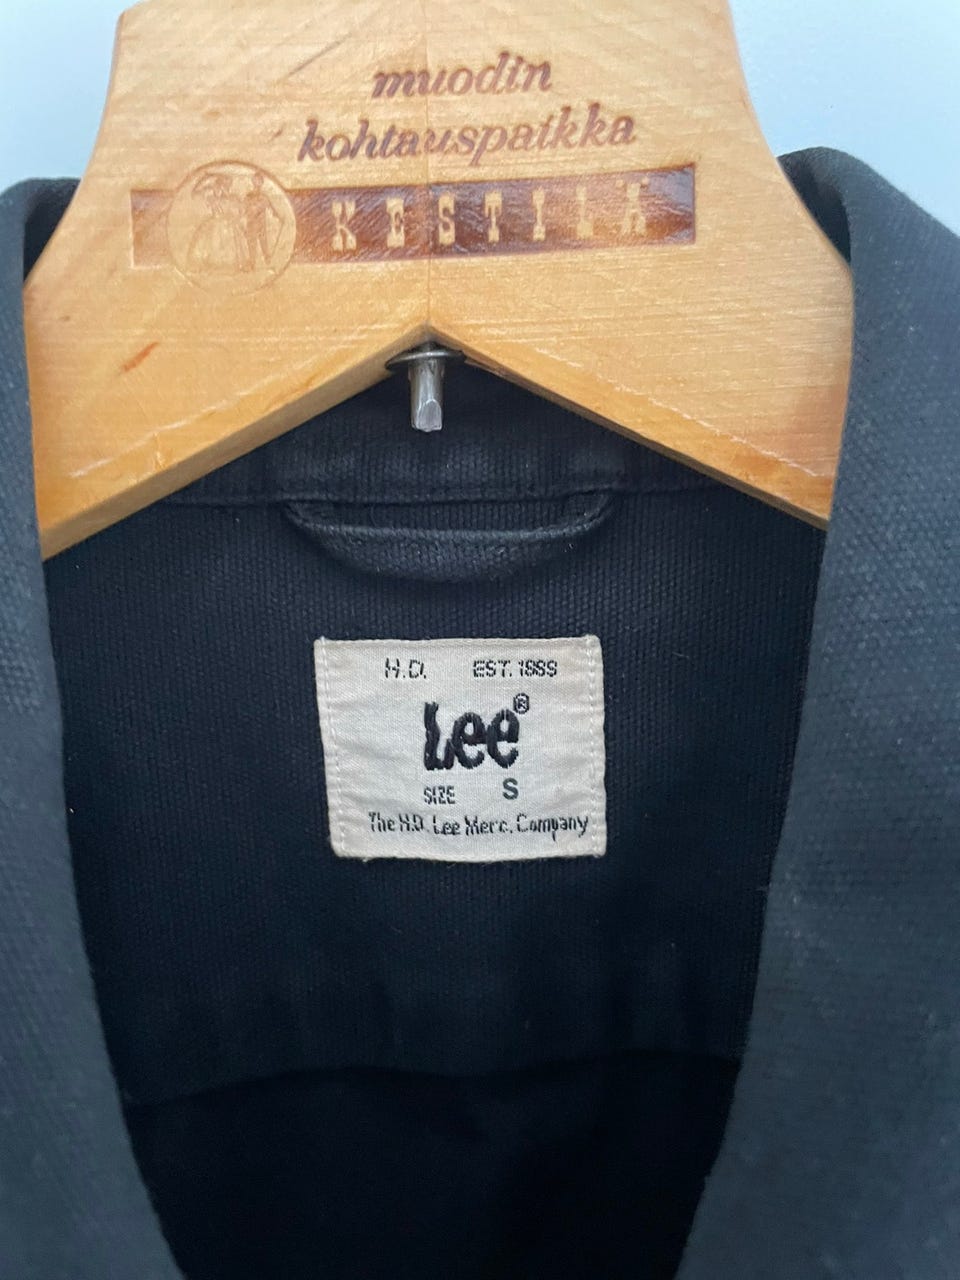 muodin
kohtauspaikka
KESTILÄ
H.D. EST. 1889
Lee®
SIZE S
The H.D. Lee Merc. Company